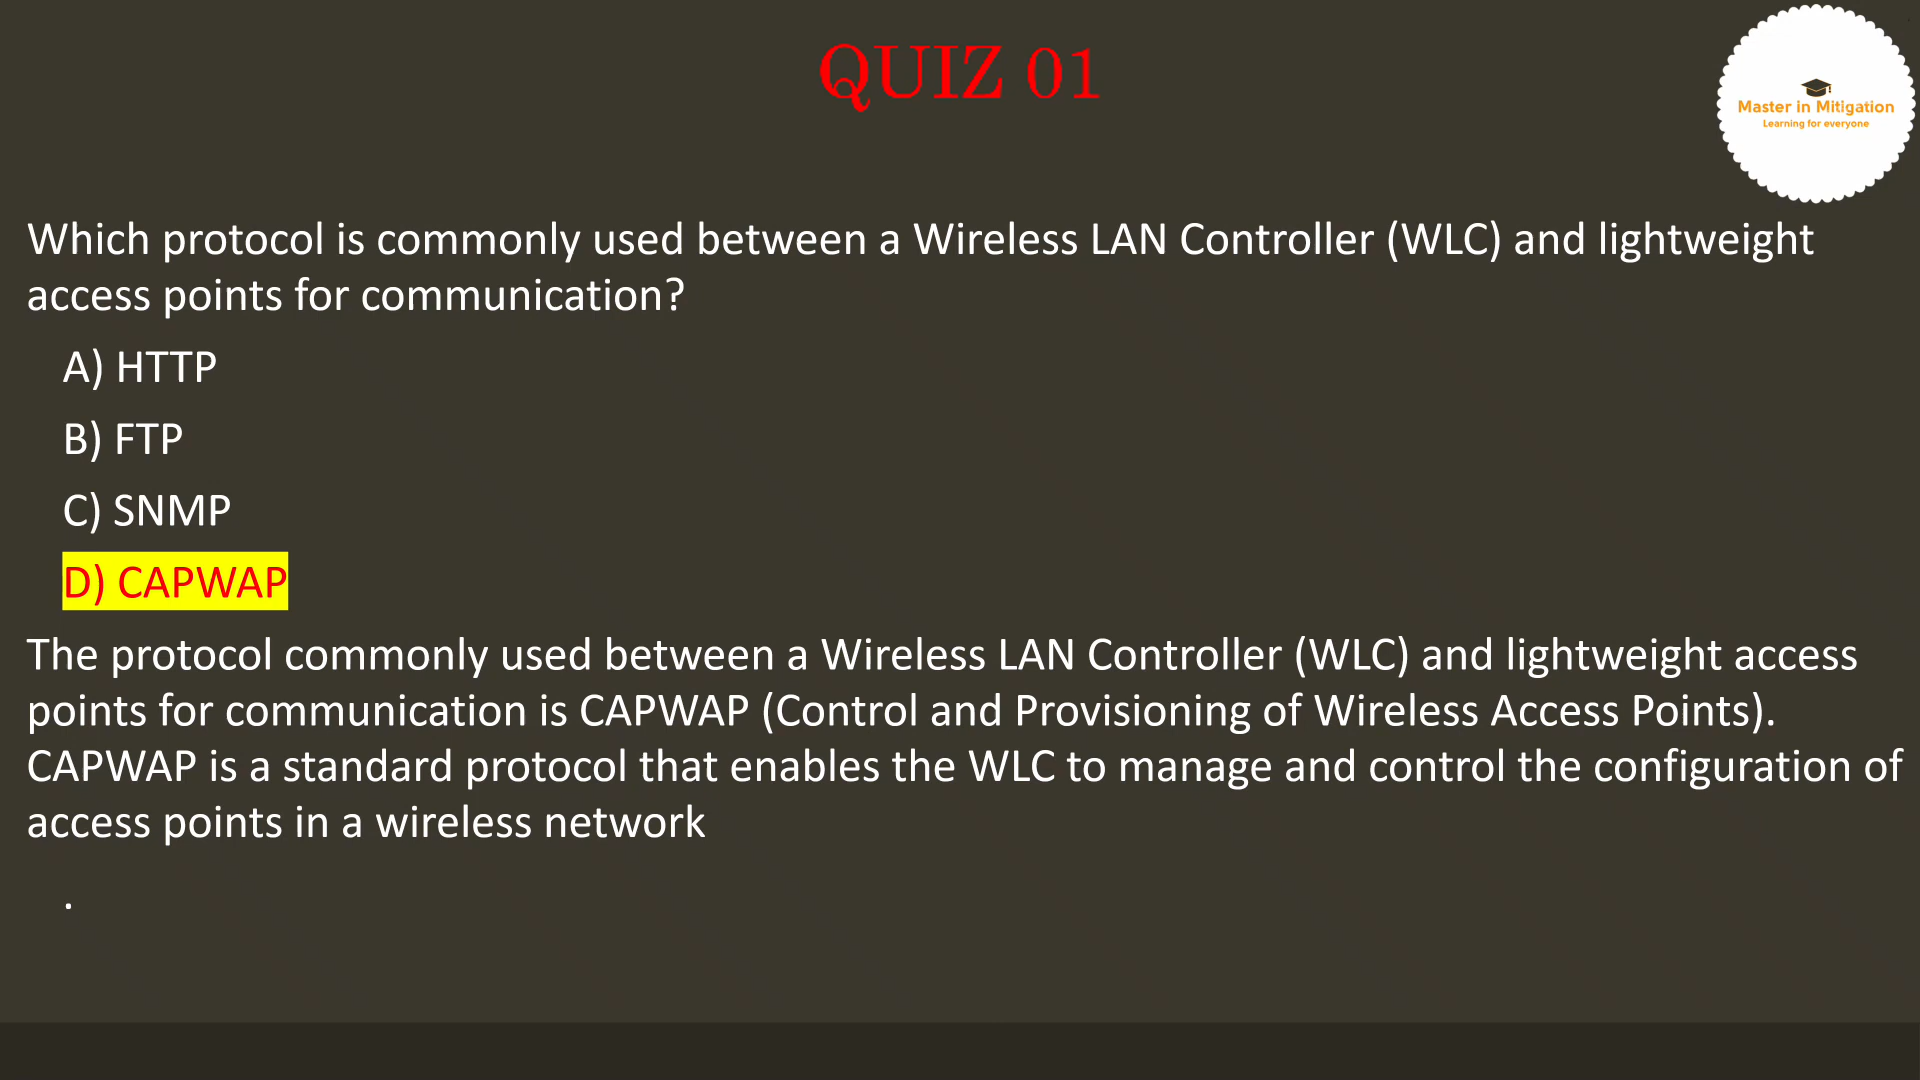 QUIZ 01
Master in Mitigation
Learning for everyone
Which protocol is commonly used between a Wireless LAN Controller (WLC) and lightweight
access points for communication?
A) HTTP
B) FTP
C) SNMP
D) CAPWAP
The protocol commonly used between a Wireless LAN Controller (WLC) and lightweight access
points for communication is CAPWAP (Control and Provisioning of Wireless Access Points).
CAPWAP is a standard protocol that enables the WLC to manage and control the configuration of
access points in a wireless network
.